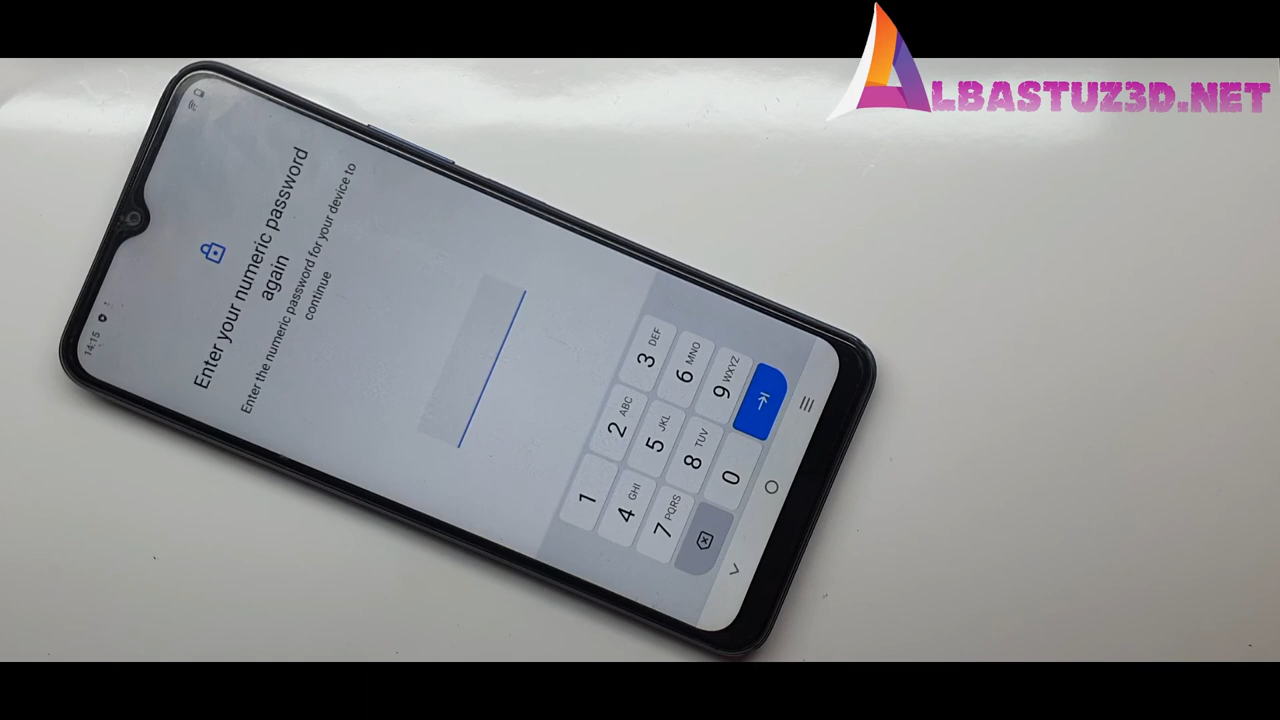 ALBASTUZ3D.NET
14:15
Enter your numeric password
again
Enter the numeric password for your device to
continue
1
2 ABC
3 DEF
4 GHI
5 JKL
6 MNO
7 PQRS
8 TUV
9 WXYZ
0